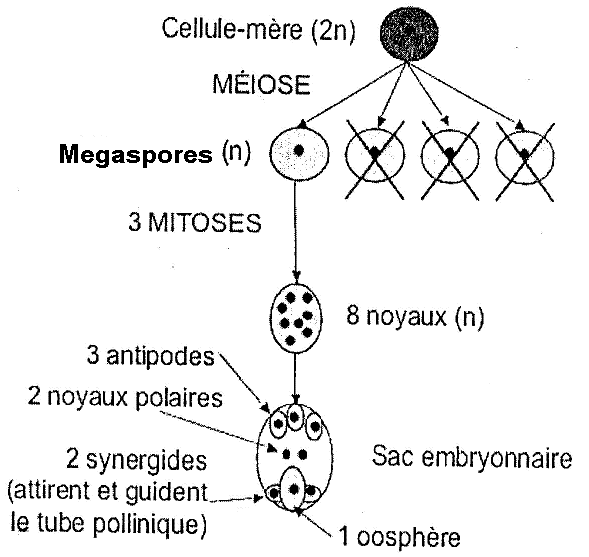 Cellule-mère (2n)
MÉIOSE
Megaspores (n)
3 MITOSES
8 noyaux (n)
3 antipodes
2 noyaux polaires
2 synergides
(attirent et guident
le tube pollinique)
Sac embryonnaire
1 oosphère